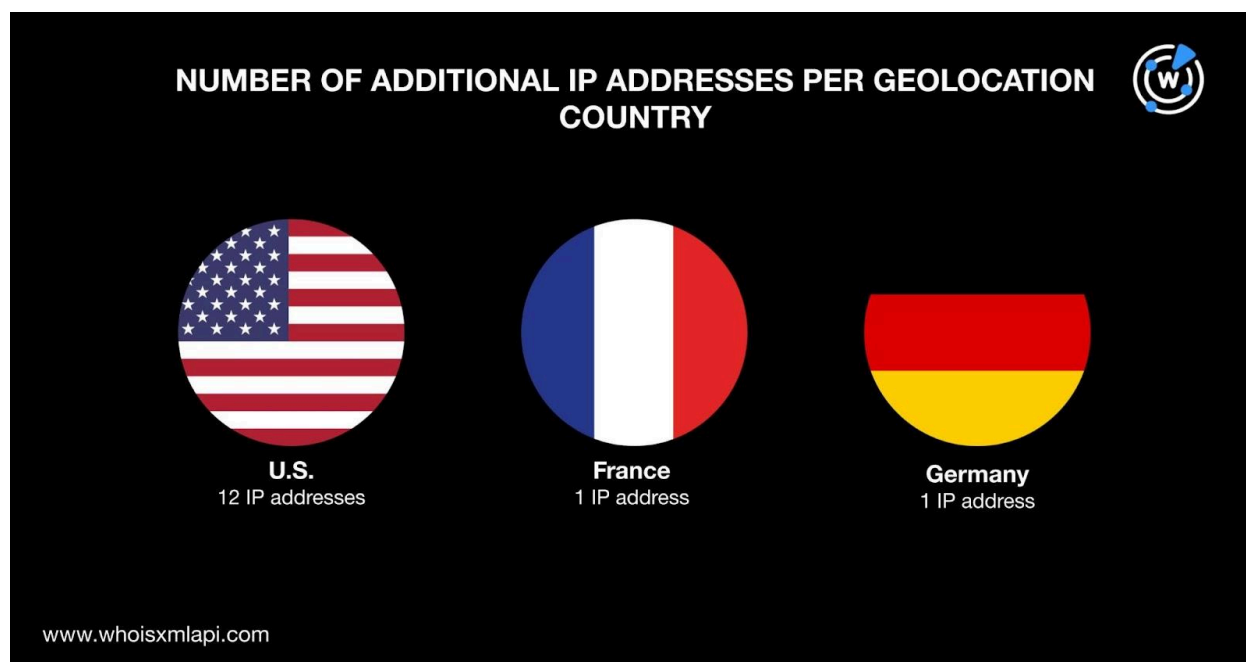 NUMBER OF ADDITIONAL IP ADDRESSES PER GEOLOCATION
COUNTRY
W
U.S.
12 IP addresses
France
1 IP address
Germany
1 IP address
www.whoisxmlapi.com